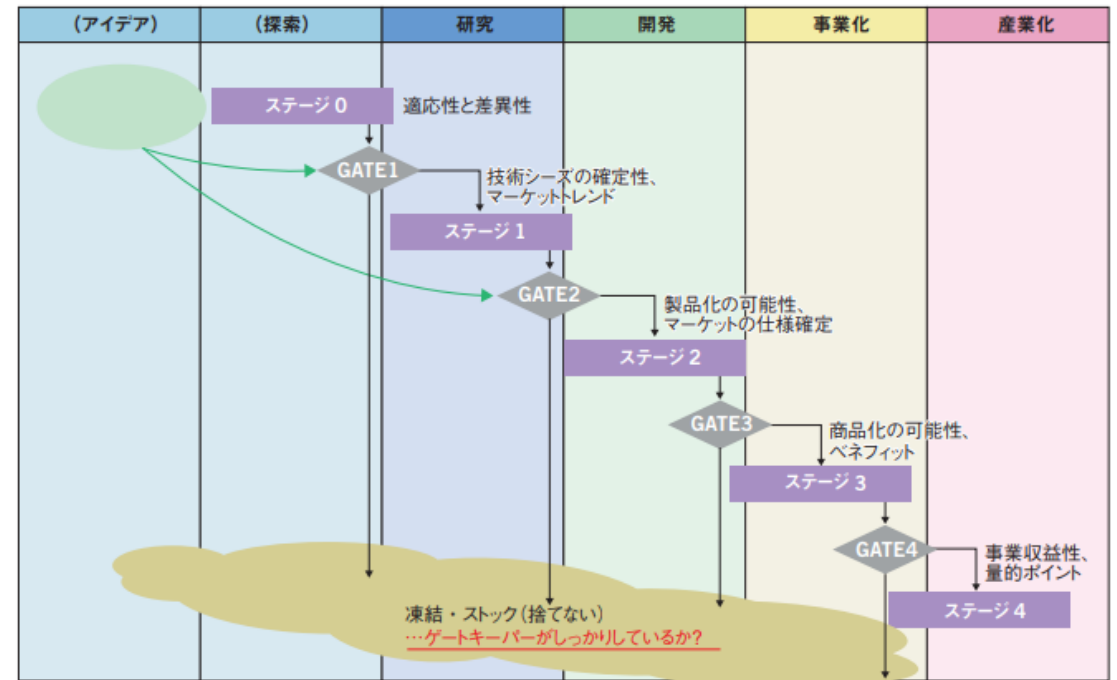 (アイデア)
(探索)
研究
開発
事業化
産業化
ステージ 0
適応性と差異性
GATE1
技術シーズの確定性、
マーケットトレンド
ステージ 1
GATE2
製品化の可能性、
マーケットの仕様確定
ステージ 2
GATE3
商品化の可能性、
ベネフィット
ステージ 3
GATE4
事業収益性、
量的ポイント
ステージ 4
凍結・ストック(捨てない)
…ゲートキーパーがしっかりしているか?